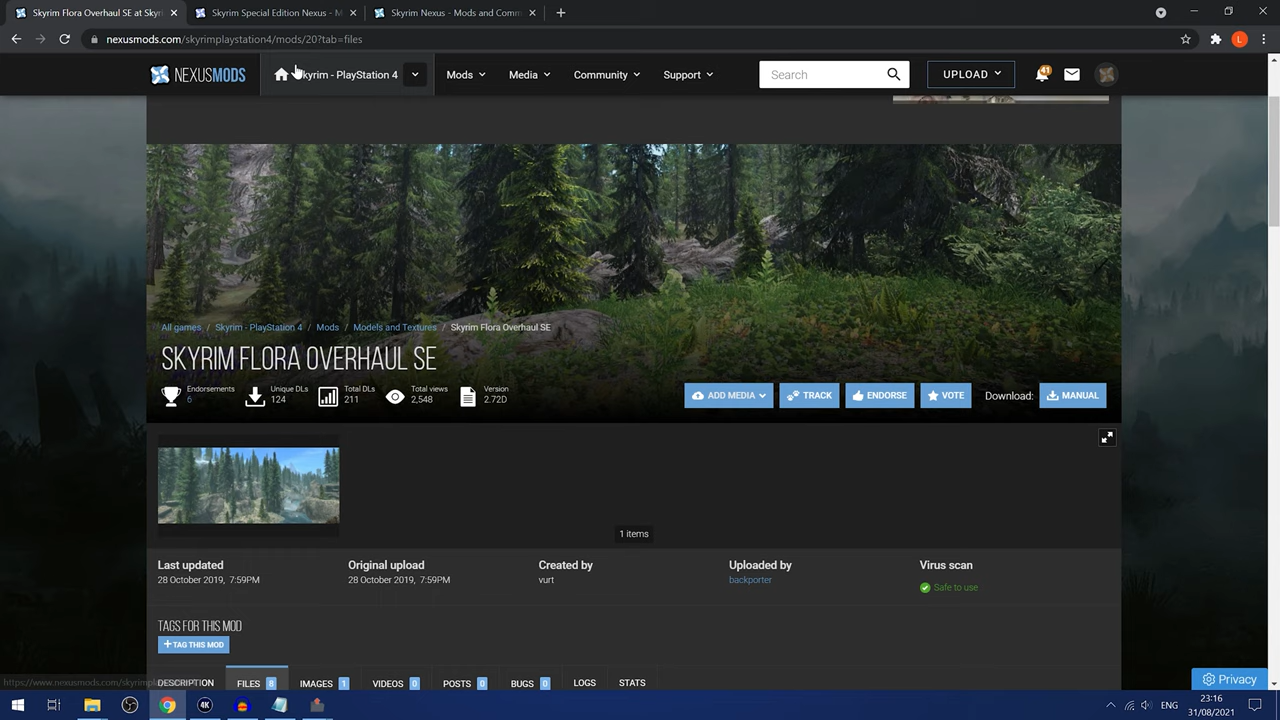 Skyrim Flora Overhaul SE at Skyr
Skyrim Special Edition Nexus - M
Skyrim Nexus - Mods and Comm
nexusmods.com/skyrimplaystation4/mods/20?tab=files
L
NEXUSMODS
Skyrim - PlayStation 4
Mods
Media
Community
Support
Search
UPLOAD
41
All games / Skyrim - PlayStation 4 / Mods / Models and Textures / Skyrim Flora Overhaul SE
SKYRIM FLORA OVERHAUL SE
Endorsements
6
Unique DLs
124
Total DLs
211
Total views
2,548
Version
2.72D
ADD MEDIA
TRACK
ENDORSE
VOTE
Download:
MANUAL
1 items
Last updated
28 October 2019, 7:59PM
Original upload
28 October 2019, 7:59PM
Created by
vurt
Uploaded by
backporter
Virus scan
Safe to use
TAGS FOR THIS MOD
+ TAG THIS MOD
DESCRIPTION
FILES 8
IMAGES 1
VIDEOS 0
POSTS 0
BUGS 0
LOGS
STATS
Privacy
4K
ENG
23:16
31/08/2021